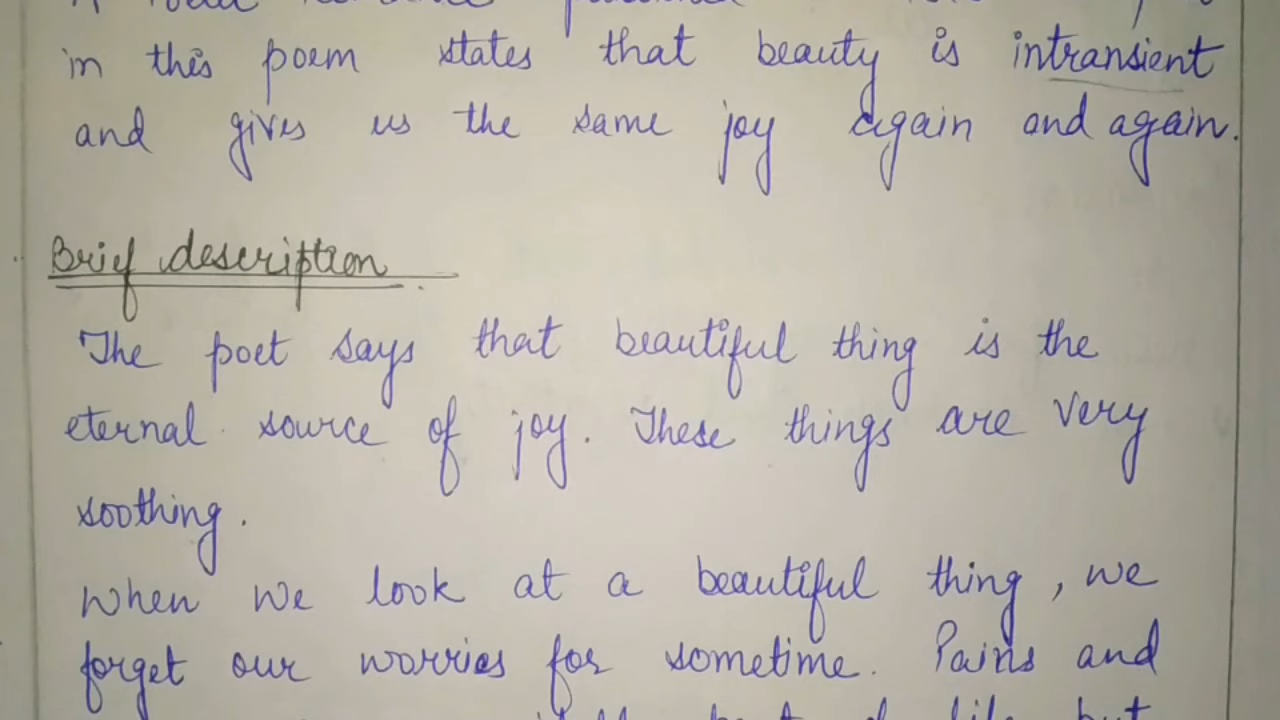 in this poem states that beauty is intransient
and gives us the same joy again and again.
Brief description
The poet says that beautiful thing is the
eternal source of joy. These things are very
soothing.
When we look at a beautiful thing, we
forget our worries for sometime. Pains and